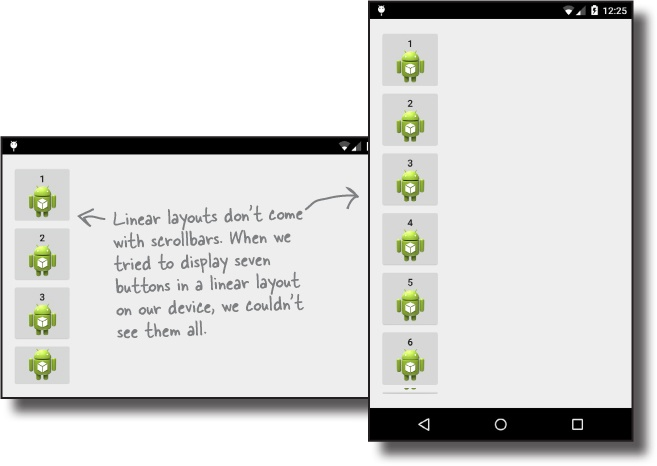 1
2
3
Linear layouts don't come
with scrollbars. When we
tried to display seven
buttons in a linear layout
on our device, we couldn't
see them all.
12:25
1
2
3
4
5
6